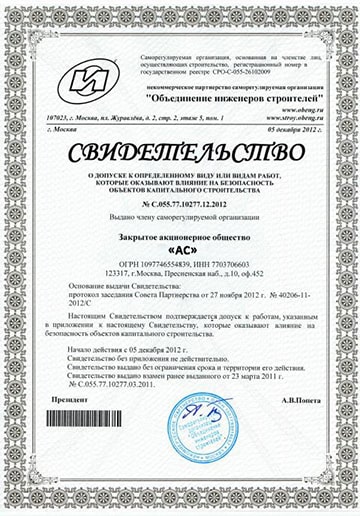 Саморегулируемая организация, основанная на членстве лиц,
осуществляющих строительство, регистрационный номер в
государственном реестре СРО-С-055-26102009
некоммерческое партнерство саморегулируемая организация
"Объединение инженеров строителей"
www.obeng.ru
107023, г. Москва, пл. Журавлёва, д. 2, стр. 2, этаж 5, пом. 1
www.stroy.obeng.ru
г. Москва
05 декабря 2012 г.
СВИДЕТЕЛЬСТВО
О ДОПУСКЕ К ОПРЕДЕЛЕННОМУ ВИДУ ИЛИ ВИДАМ РАБОТ,
КОТОРЫЕ ОКАЗЫВАЮТ ВЛИЯНИЕ НА БЕЗОПАСНОСТЬ
ОБЪЕКТОВ КАПИТАЛЬНОГО СТРОИТЕЛЬСТВА
№ С.055.77.10277.12.2012
Выдано члену саморегулируемой организации
Закрытое акционерное общество
«АС»
ОГРН 1097746554839, ИНН 7703706603
123317, г.Москва, Пресненская наб., д.10, оф.452
Основание выдачи Свидетельства:
протокол заседания Совета Партнерства от 27 ноября 2012 г. № 40206-11-
2012/С
Настоящим Свидетельством подтверждается допуск к работам, указанным
в приложении к настоящему Свидетельству, которые оказывают влияние на
безопасность объектов капитального строительства.
Начало действия с 05 декабря 2012 г.
Свидетельство без приложения не действительно.
Свидетельство выдано без ограничения срока и территории его действия.
Свидетельство выдано взамен ранее выданного от 23 марта 2011 г.
№ С.055.77.10277.03.2011.
Президент
А.В.Попета